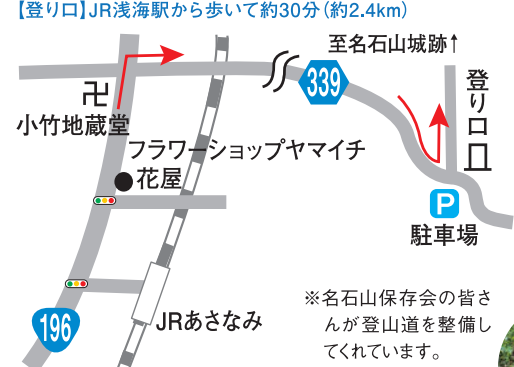 【登り口】JR浅海駅から歩いて約30分(約2.4km)
至名石山城跡↑
339
卍
小竹地蔵堂
登り口
フラワーショップヤマイチ
花屋
P
駐車場
196
JRあさなみ
※名石山保存会の皆さ
んが登山道を整備し
てくれています。